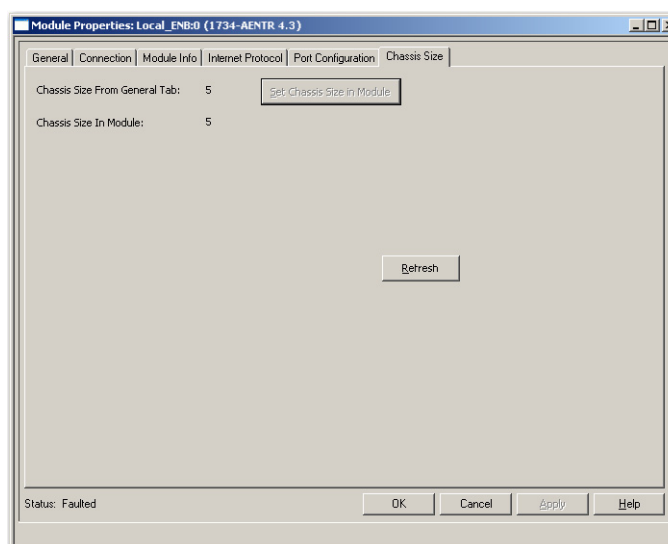 Module Properties: Local_ENB:0 (1734-AENTR 4.3)
General Connection Module Info Internet Protocol Port Configuration Chassis Size
Chassis Size From General Tab: 5 Set Chassis Size in Module
Chassis Size In Module: 5
Refresh
Status: Faulted OK Cancel Apply Help